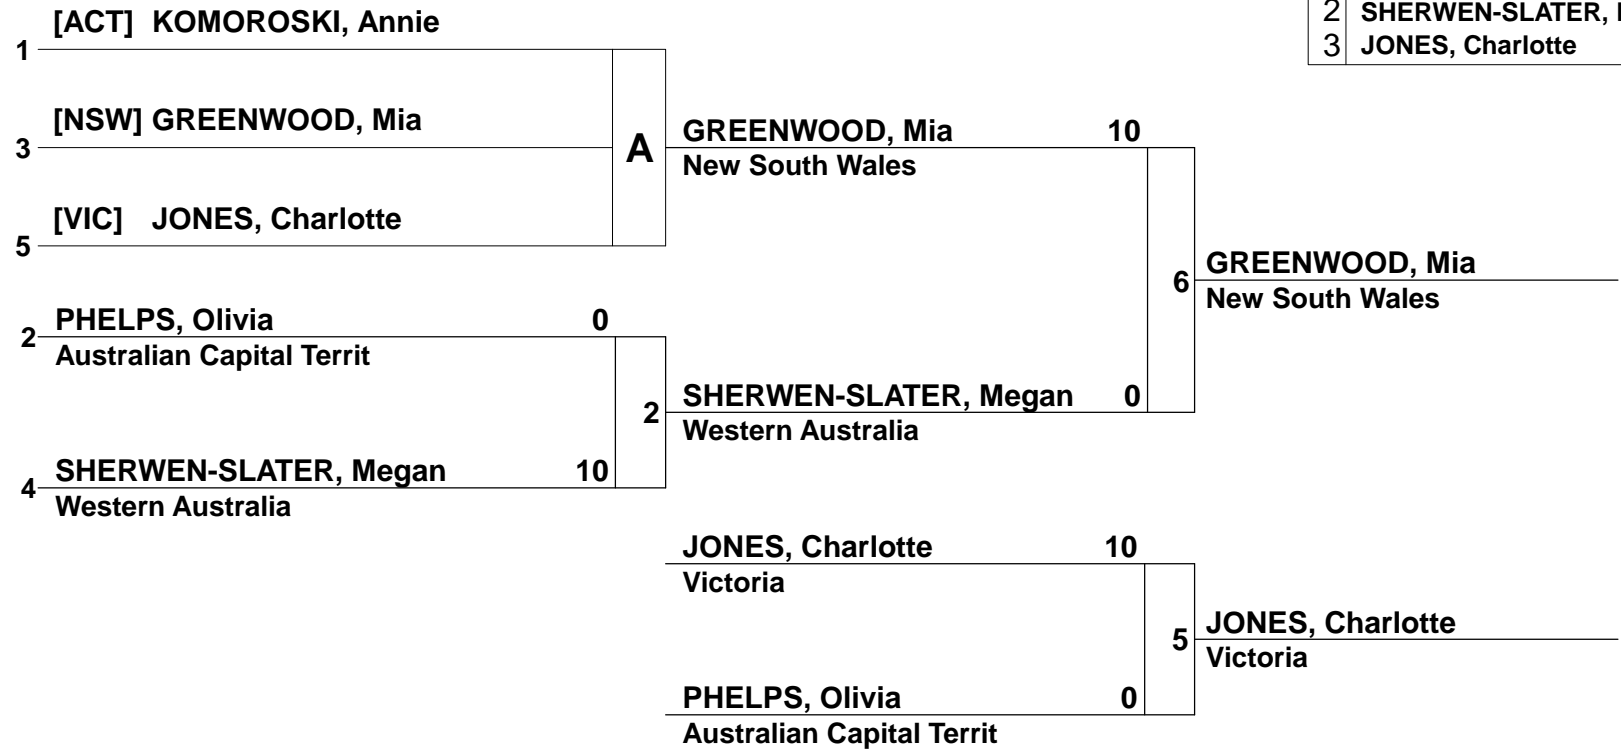 2 SHERWEN-SLATER,
3 JONES, Charlotte
[ACT] KOMOROSKI, Annie
1
[NSW] GREENWOOD, Mia
3
[VIC] JONES, Charlotte
5
A
GREENWOOD, Mia 10
New South Wales
PHELPS, Olivia 0
2
Australian Capital Territ
SHERWEN-SLATER, Megan 10
4
Western Australia
2
SHERWEN-SLATER, Megan 0
Western Australia
6
GREENWOOD, Mia
New South Wales
JONES, Charlotte 10
Victoria
PHELPS, Olivia 0
Australian Capital Territ
5
JONES, Charlotte
Victoria